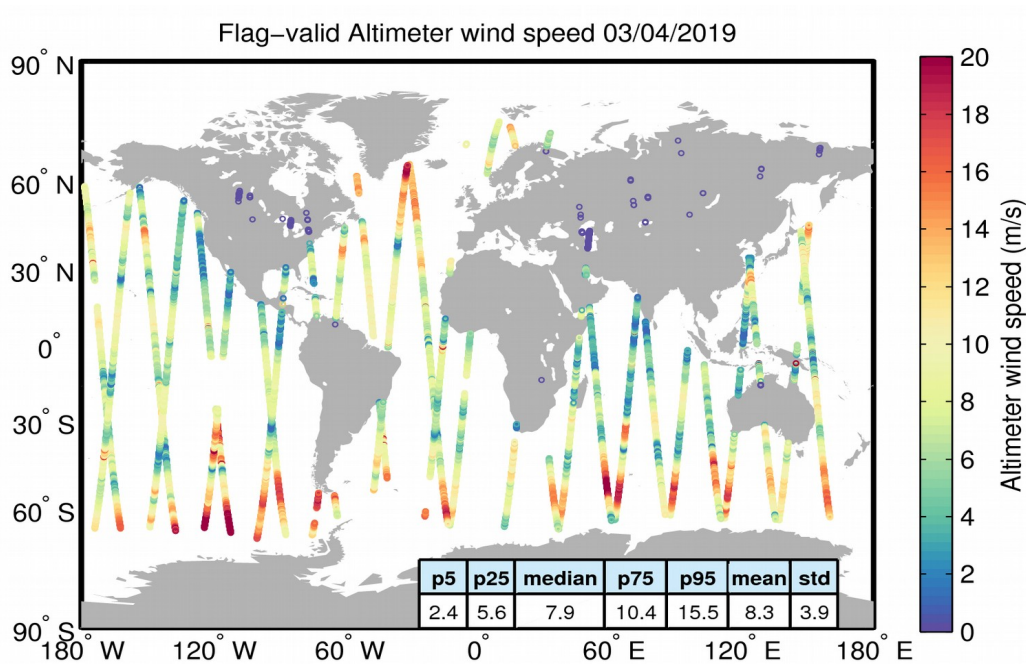 Flag-valid Altimeter wind speed 03/04/2019
90° N
60° N
30° N
0°
30° S
60° S
90° S
180° W
120° W
60° W
0°
60° E
120° E
180° E
20
18
16
14
12
10
8
6
4
2
0
Altimeter wind speed (m/s)
p5 p25 median p75 p95 mean std
2.4 5.6 7.9 10.4 15.5 8.3 3.9